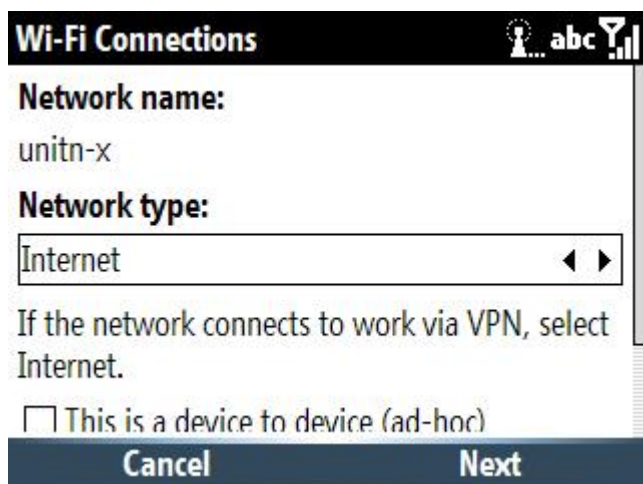 Wi-Fi Connections
abc
Network name:
unitn-x
Network type:
Internet
If the network connects to work via VPN, select
Internet.
This is a device to device (ad-hoc)
Cancel
Next